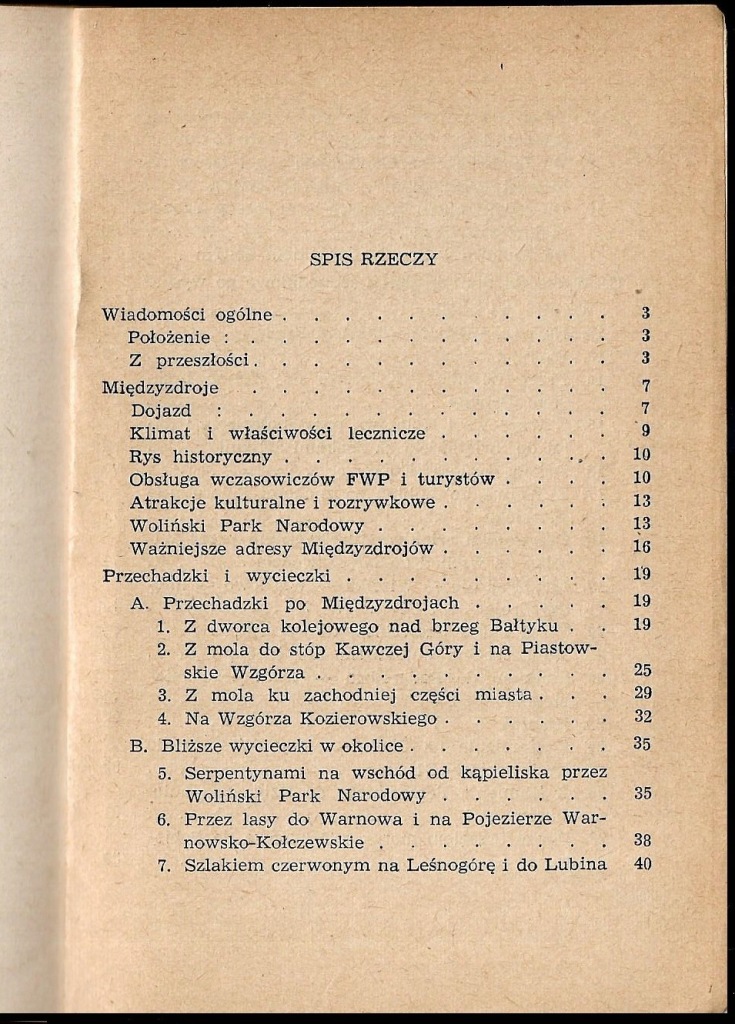 SPIS RZECZY
Wiadomości ogólne . . . . . . . . . . . 3
Położenie : . . . . . . . . . . . . 3
Z przeszłości . . . . . . . . . . . . 3
Międzyzdroje . . . . . . . . . . . . 7
Dojazd : . . . . . . . . . . . . 7
Klimat i właściwości lecznicze . . . . . . 9
Rys historyczny . . . . . . . . . . . 10
Obsługa wczasowiczów FWP i turystów . . . . 10
Atrakcje kulturalne i rozrywkowe . . . . . . 13
Woliński Park Narodowy . . . . . . . . 13
Ważniejsze adresy Międzyzdrojów . . . . . . 16
Przechadzki i wycieczki . . . . . . . . . 19
A. Przechadzki po Międzyzdrojach . . . . . 19
1. Z dworca kolejowego nad brzeg Bałtyku . . 19
2. Z mola do stóp Kawczej Góry i na Piastow-
skie Wzgórza . . . . . . . . . . 25
3. Z mola ku zachodniej części miasta . . . 29
4. Na Wzgórza Kozierowskiego . . . . . . 32
B. Bliższe wycieczki w okolice . . . . . . . 35
5. Serpentynami na wschód od kąpieliska przez
Woliński Park Narodowy . . . . . . 35
6. Przez lasy do Warnowa i na Pojezierze War-
nowsko-Kołczewskie . . . . . . . . 38
7. Szlakiem czerwonym na Leśnogórę i do Lubina 40